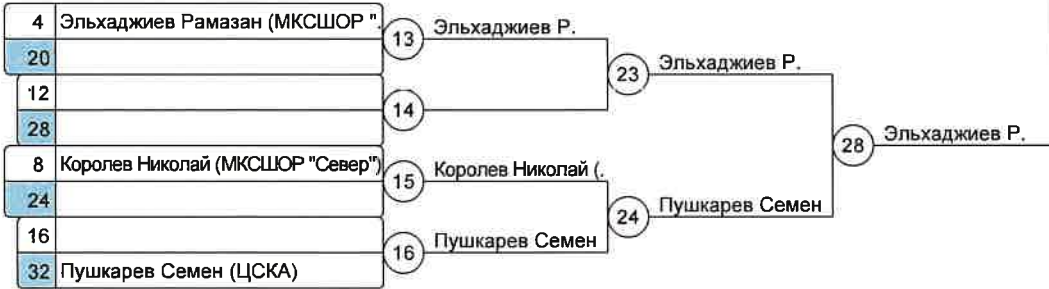 4 Эльхаджиев Рамазан (МКСШОР ".
13 Эльхаджиев Р.
20
23 Эльхаджиев Р.
12
14
28
28 Эльхаджиев Р.
8 Королев Николай (МКСШОР "Север")
15 Королев Николай (.
24
24 Пушкарев Семен
16
16 Пушкарев Семен
32 Пушкарев Семен (ЦСКА)